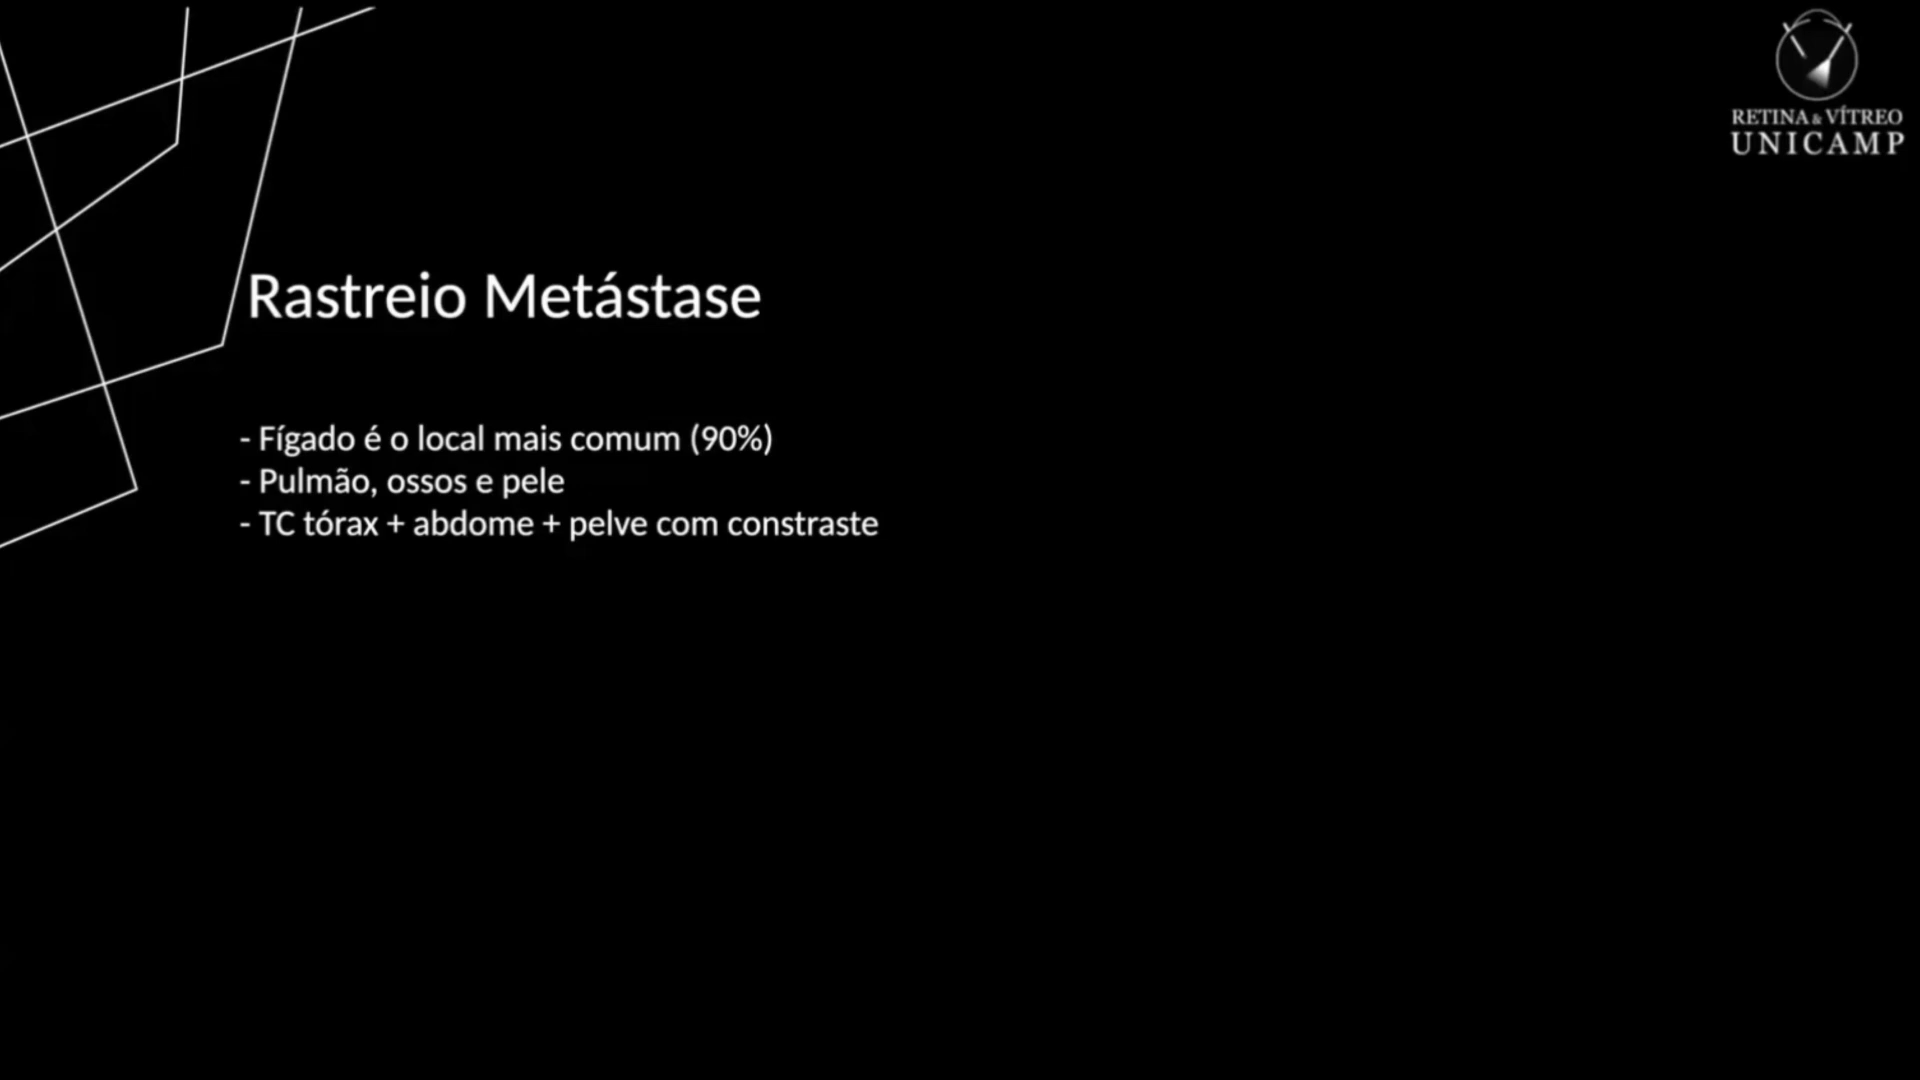 RETINA & VÍTREO
UNICAMP
Rastreio Metástase
- Fígado é o local mais comum (90%)
- Pulmão, ossos e pele
- TC tórax + abdome + pelve com constraste